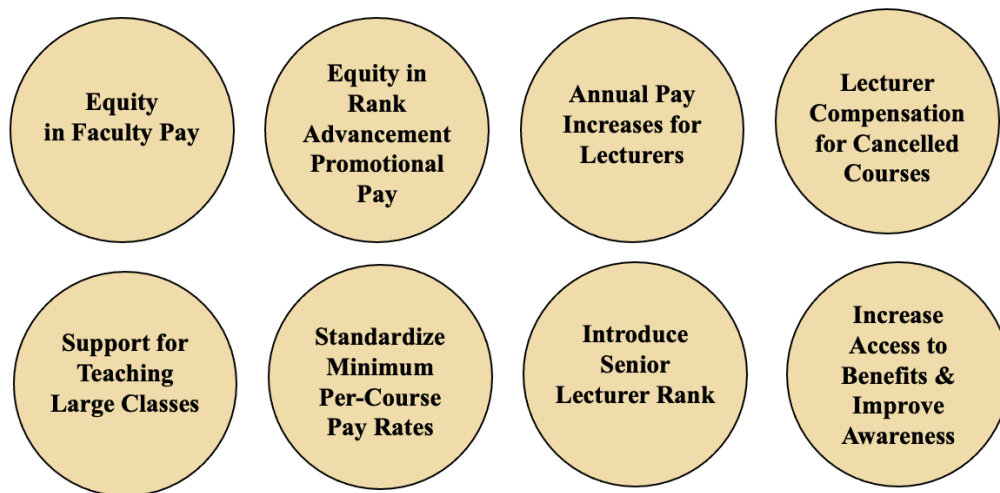 Equity
in Faculty Pay
Equity in
Rank
Advancement
Promotional
Pay
Annual Pay
Increases for
Lecturers
Lecturer
Compensation
for Cancelled
Courses
Support for
Teaching
Large Classes
Standardize
Minimum
Per-Course
Pay Rates
Introduce
Senior
Lecturer Rank
Increase
Access to
Benefits &
Improve
Awareness